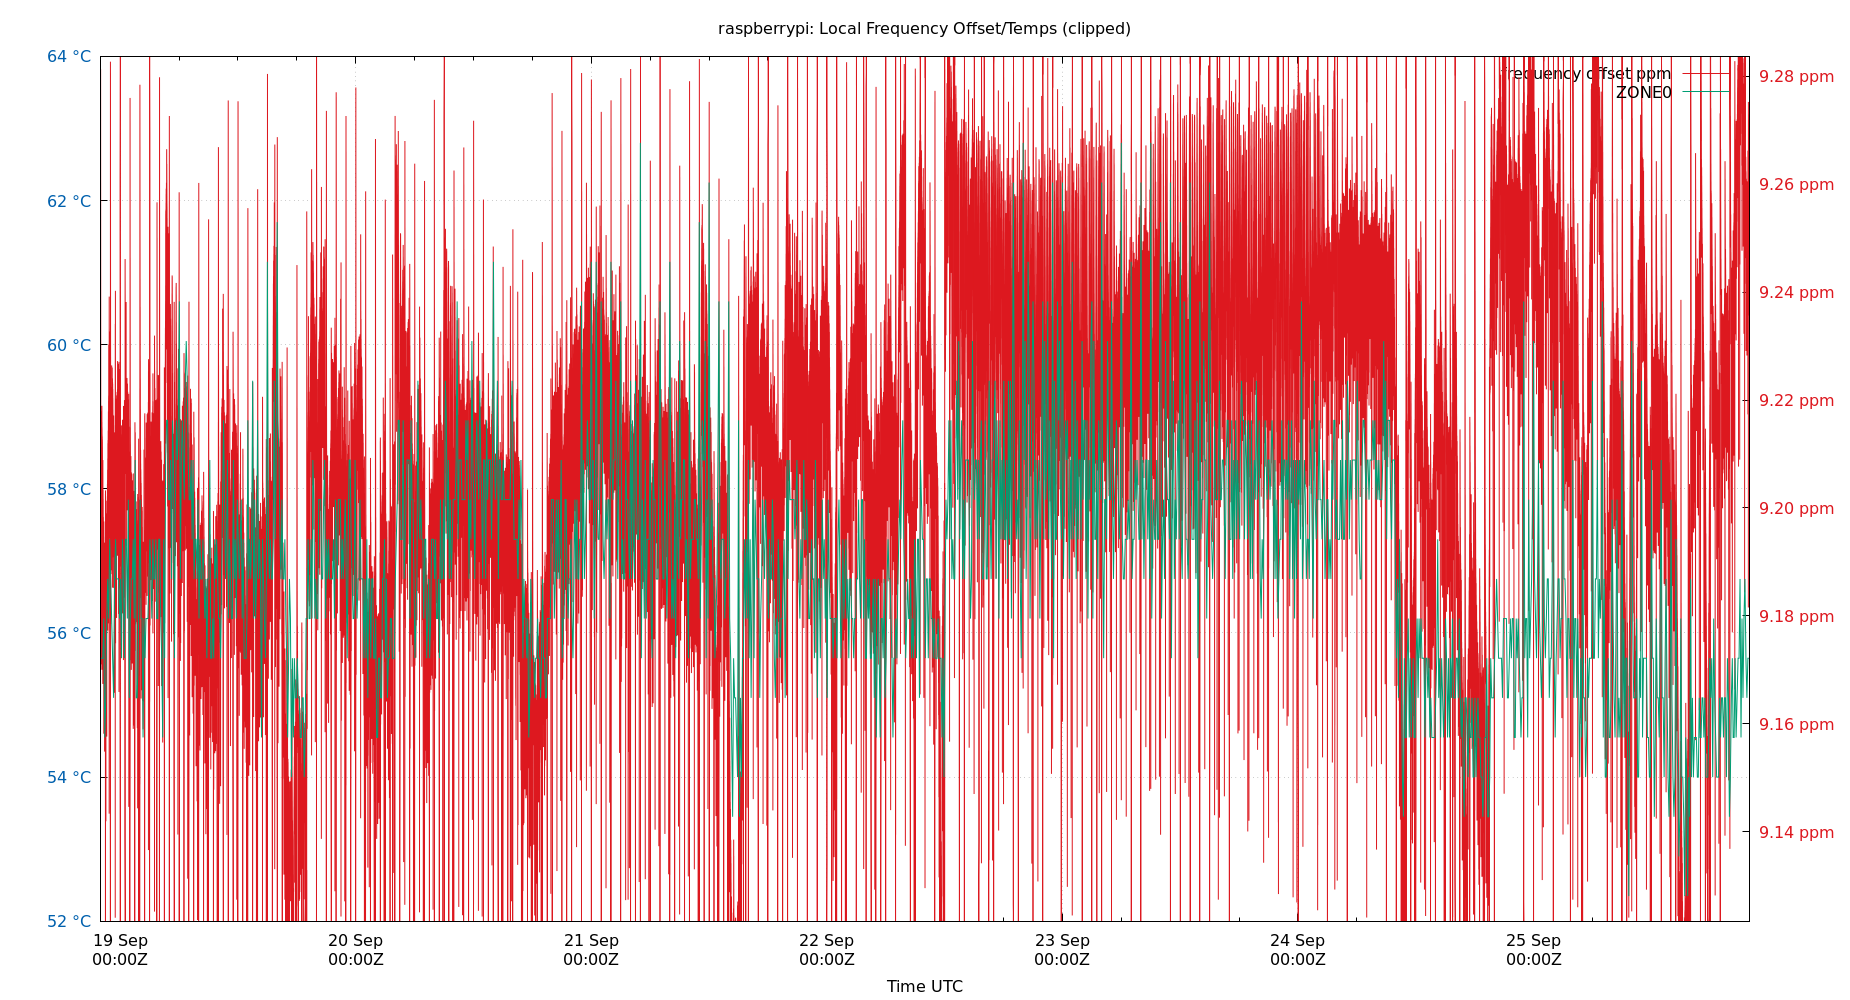 raspberrypi: Local Frequency Offset/Temps (clipped)
64 °C
62 °C
60 °C
58 °C
56 °C
54 °C
52 °C
frequency offset ppm
ZONE0
9.28 ppm
9.26 ppm
9.24 ppm
9.22 ppm
9.20 ppm
9.18 ppm
9.16 ppm
9.14 ppm
19 Sep 20 Sep 21 Sep 22 Sep 23 Sep 24 Sep 25 Sep
00:00Z 00:00Z 00:00Z 00:00Z 00:00Z 00:00Z 00:00Z
Time UTC